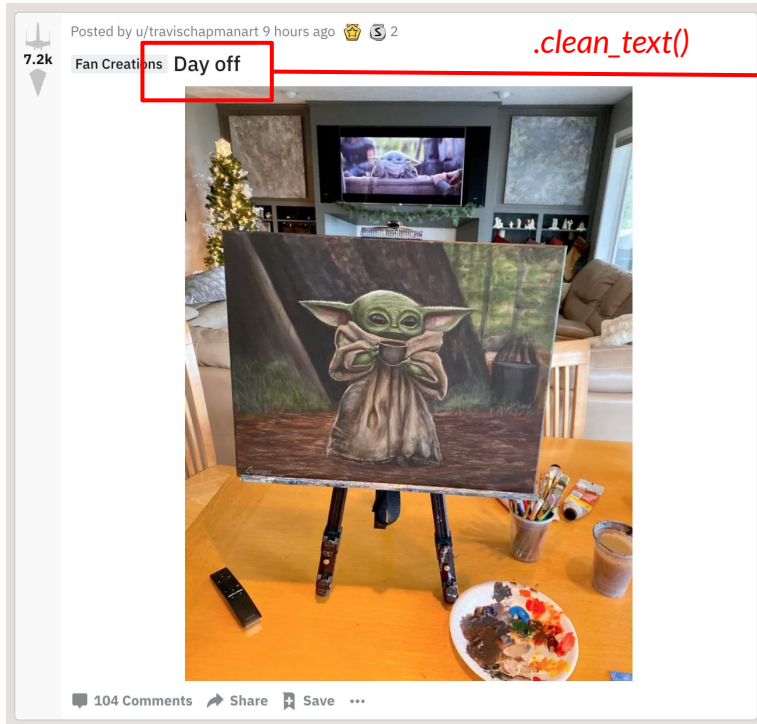 Posted by u/travischapmanart 9 hours ago 2
.clean_text()
7.2k
Fan Creations Day off
104 Comments Share Save